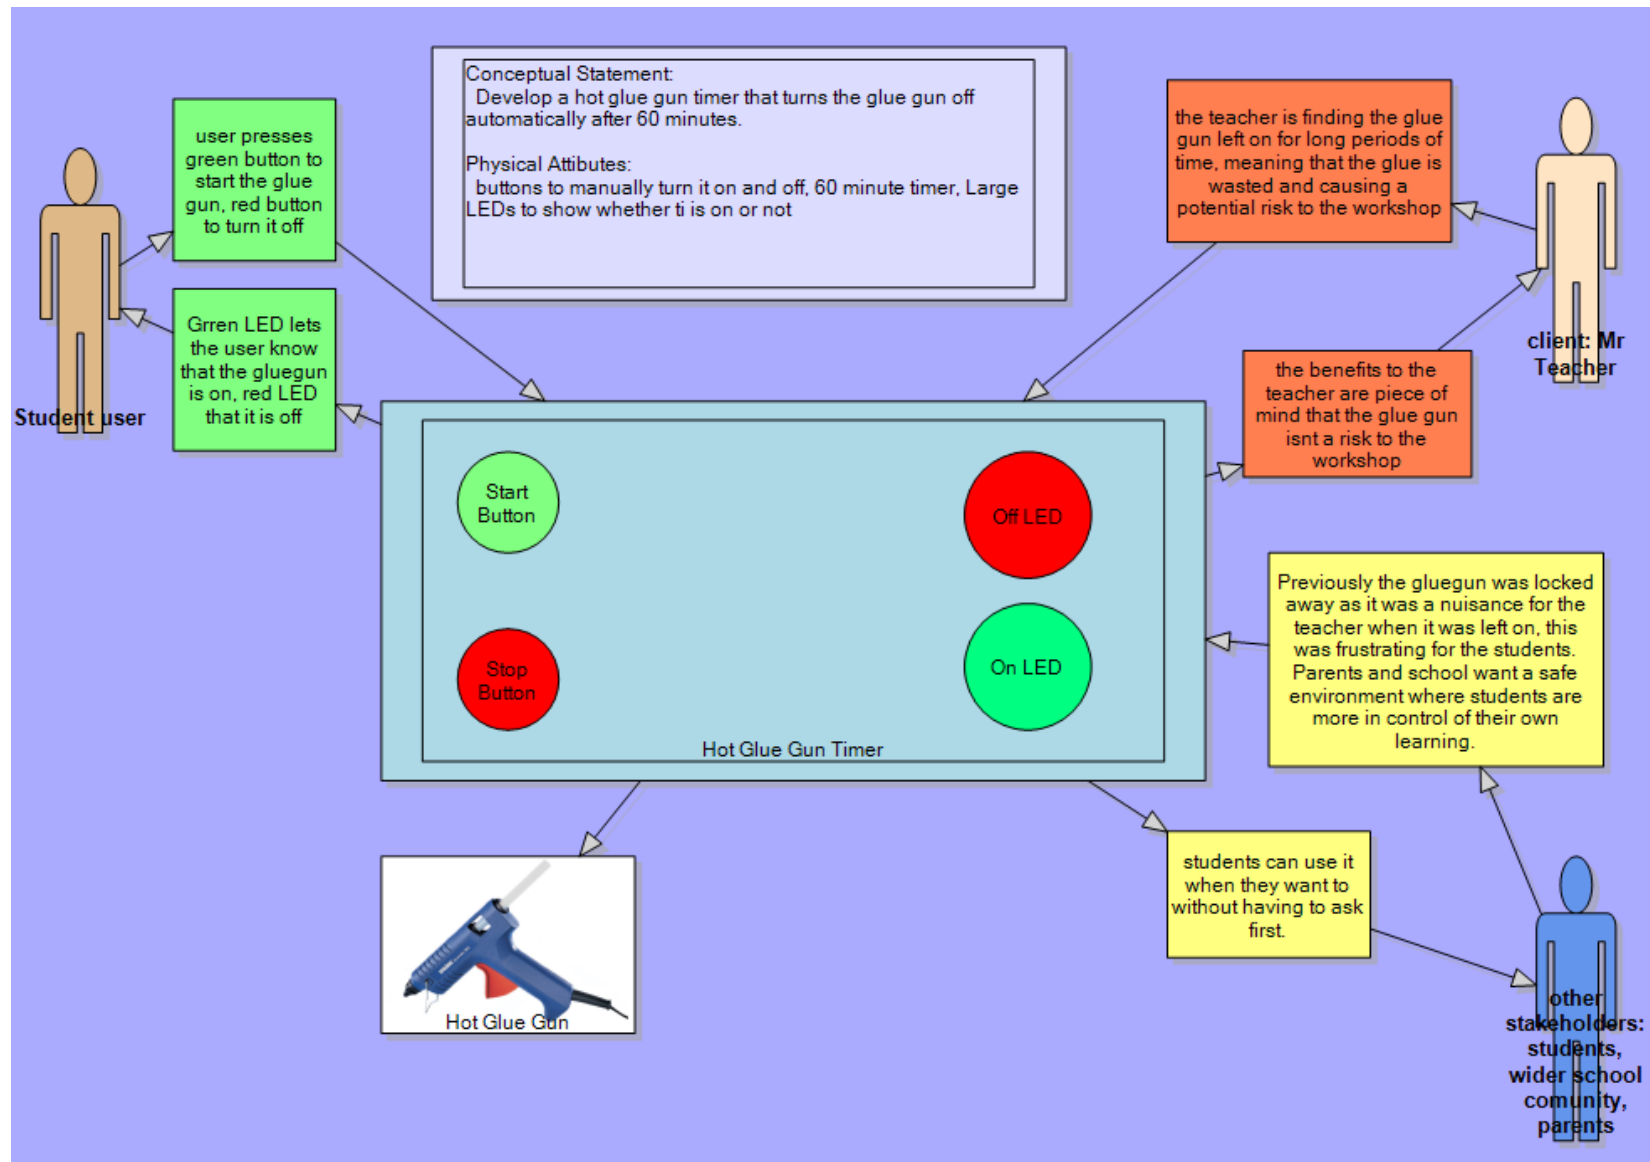 Conceptual Statement:
Develop a hot glue gun timer that turns the glue gun off
automatically after 60 minutes.
Physical Attibutes:
buttons to manually turn it on and off, 60 minute timer, Large
LEDs to show whether ti is on or not
user presses
green button to
start the glue
gun, red button
to turn it off
Grren LED lets
the user know
that the gluegun
is on, red LED
that it is off
Student user
the teacher is finding the glue
gun left on for long periods of
time, meaning that the glue is
wasted and causing a
potential risk to the workshop
client: Mr
Teacher
the benefits to the
teacher are piece of
mind that the glue gun
isnt a risk to the
workshop
Start
Button
Off LED
Stop
Button
On LED
Hot Glue Gun Timer
Previously the gluegun was locked
away as it was a nuisance for the
teacher when it was left on, this
was frustrating for the students.
Parents and school want a safe
environment where students are
more in control of their own
learning.
students can use it
when they want to
without having to ask
first.
Hot Glue Gun
other
stakeholders:
students,
wider school
comunity,
parents